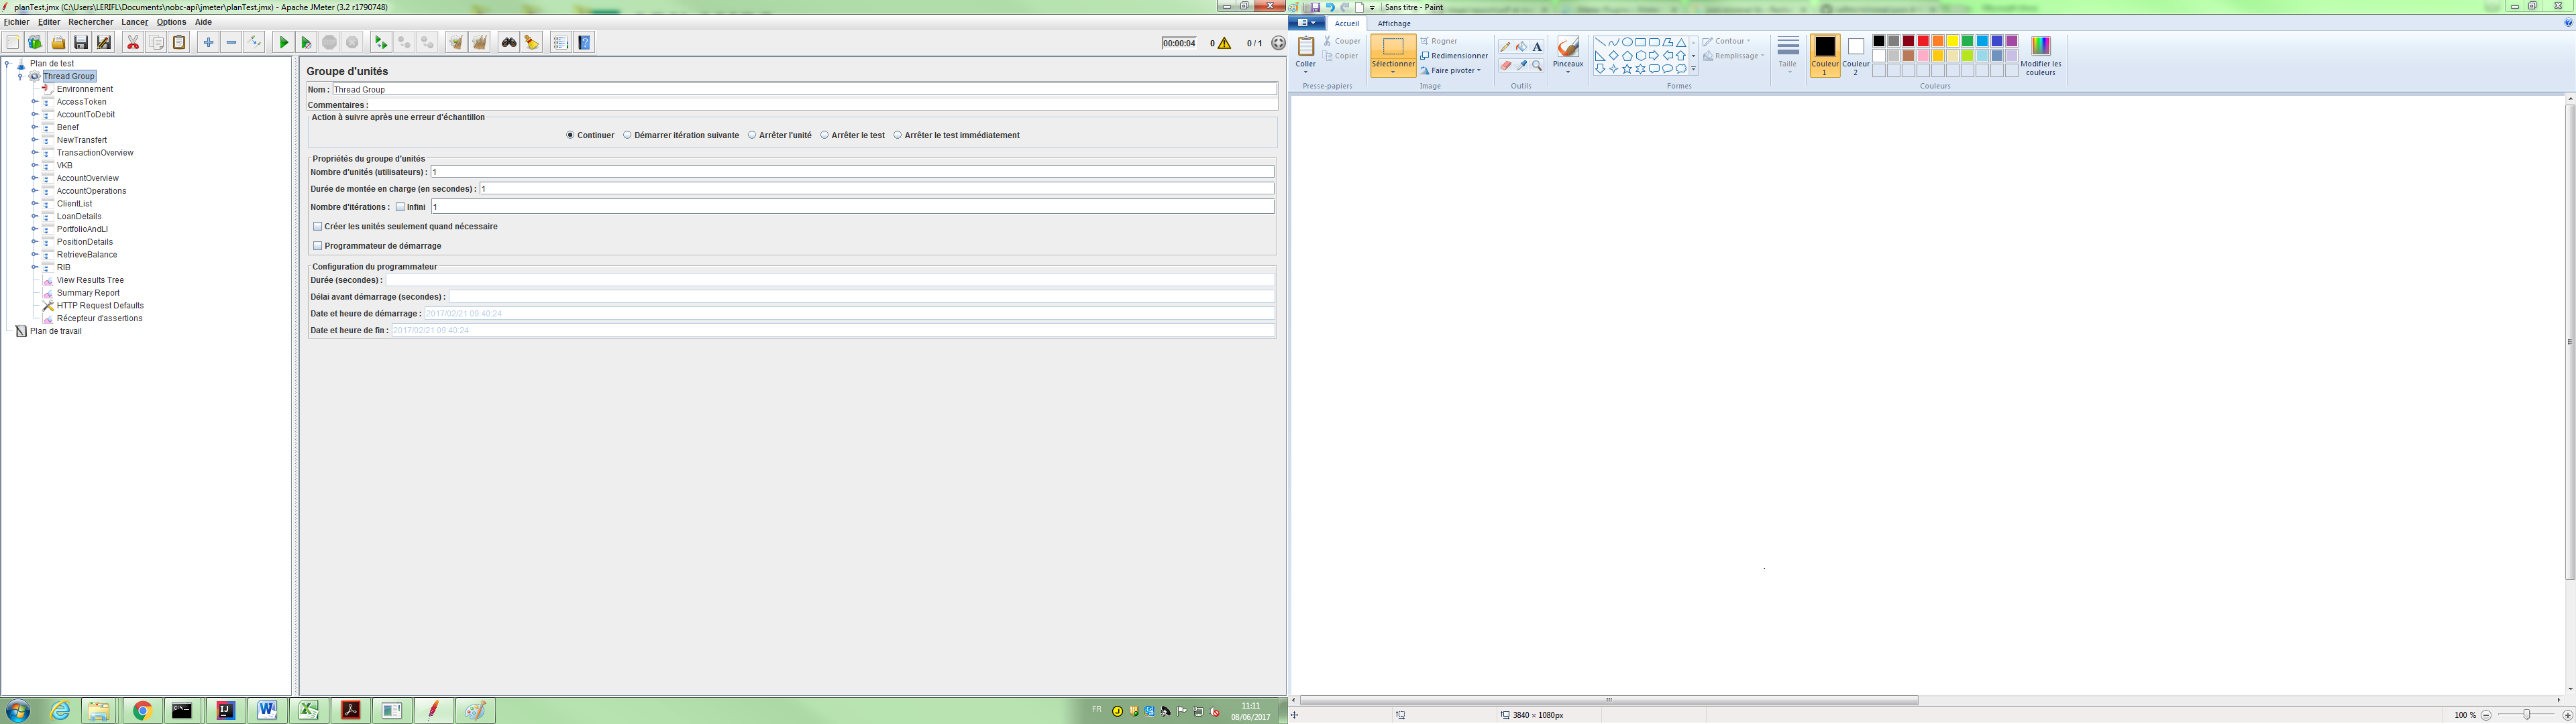 planTest.jmx (C:\Users\LERIFL\Documents\nobc-api\jmeter\planTest.jmx) - Apache JMeter (3.2 r1790748)
Fichier Editer Rechercher Lancer Options Aide
00:00:04 0 0 / 1
Plan de test
Thread Group
Environnement
AccessToken
AccountToDebit
Benef
NewTransfert
TransactionOverview
VKB
AccountOverview
AccountOperations
ClientList
LoanDetails
PortfolioAndLI
PositionDetails
RetrieveBalance
RIB
View Results Tree
Summary Report
HTTP Request Defaults
Récepteur d'assertions
Plan de travail
Groupe d'unités
Nom : Thread Group
Commentaires :
Action à suivre après une erreur d'échantillon
Continuer Démarrer itération suivante Arrêter l'unité Arrêter le test Arrêter le test immédiatement
Propriétés du groupe d'unités
Nombre d'unités (utilisateurs) : 1
Durée de montée en charge (en secondes) : 1
Nombre d'itérations : Infini 1
Créer les unités seulement quand nécessaire
Programmateur de démarrage
Configuration du programmateur
Durée (secondes) :
Délai avant démarrage (secondes) :
Date et heure de démarrage : 2017/02/21 09:40:24
Date et heure de fin : 2017/02/21 09:40:24
FR 11:11
08/06/2017
Sans titre - Paint
Accueil Affichage
Coller
Couper
Copier
Presse-papiers
Sélectionner
Rogner
Redimensionner
Faire pivoter
Image
A
Outils
Pinceaux
Contour
Remplissage
Formes
Taille
Couleur 1
Couleur 2
Modifier les couleurs
Couleurs
3840 × 1080px
100 %